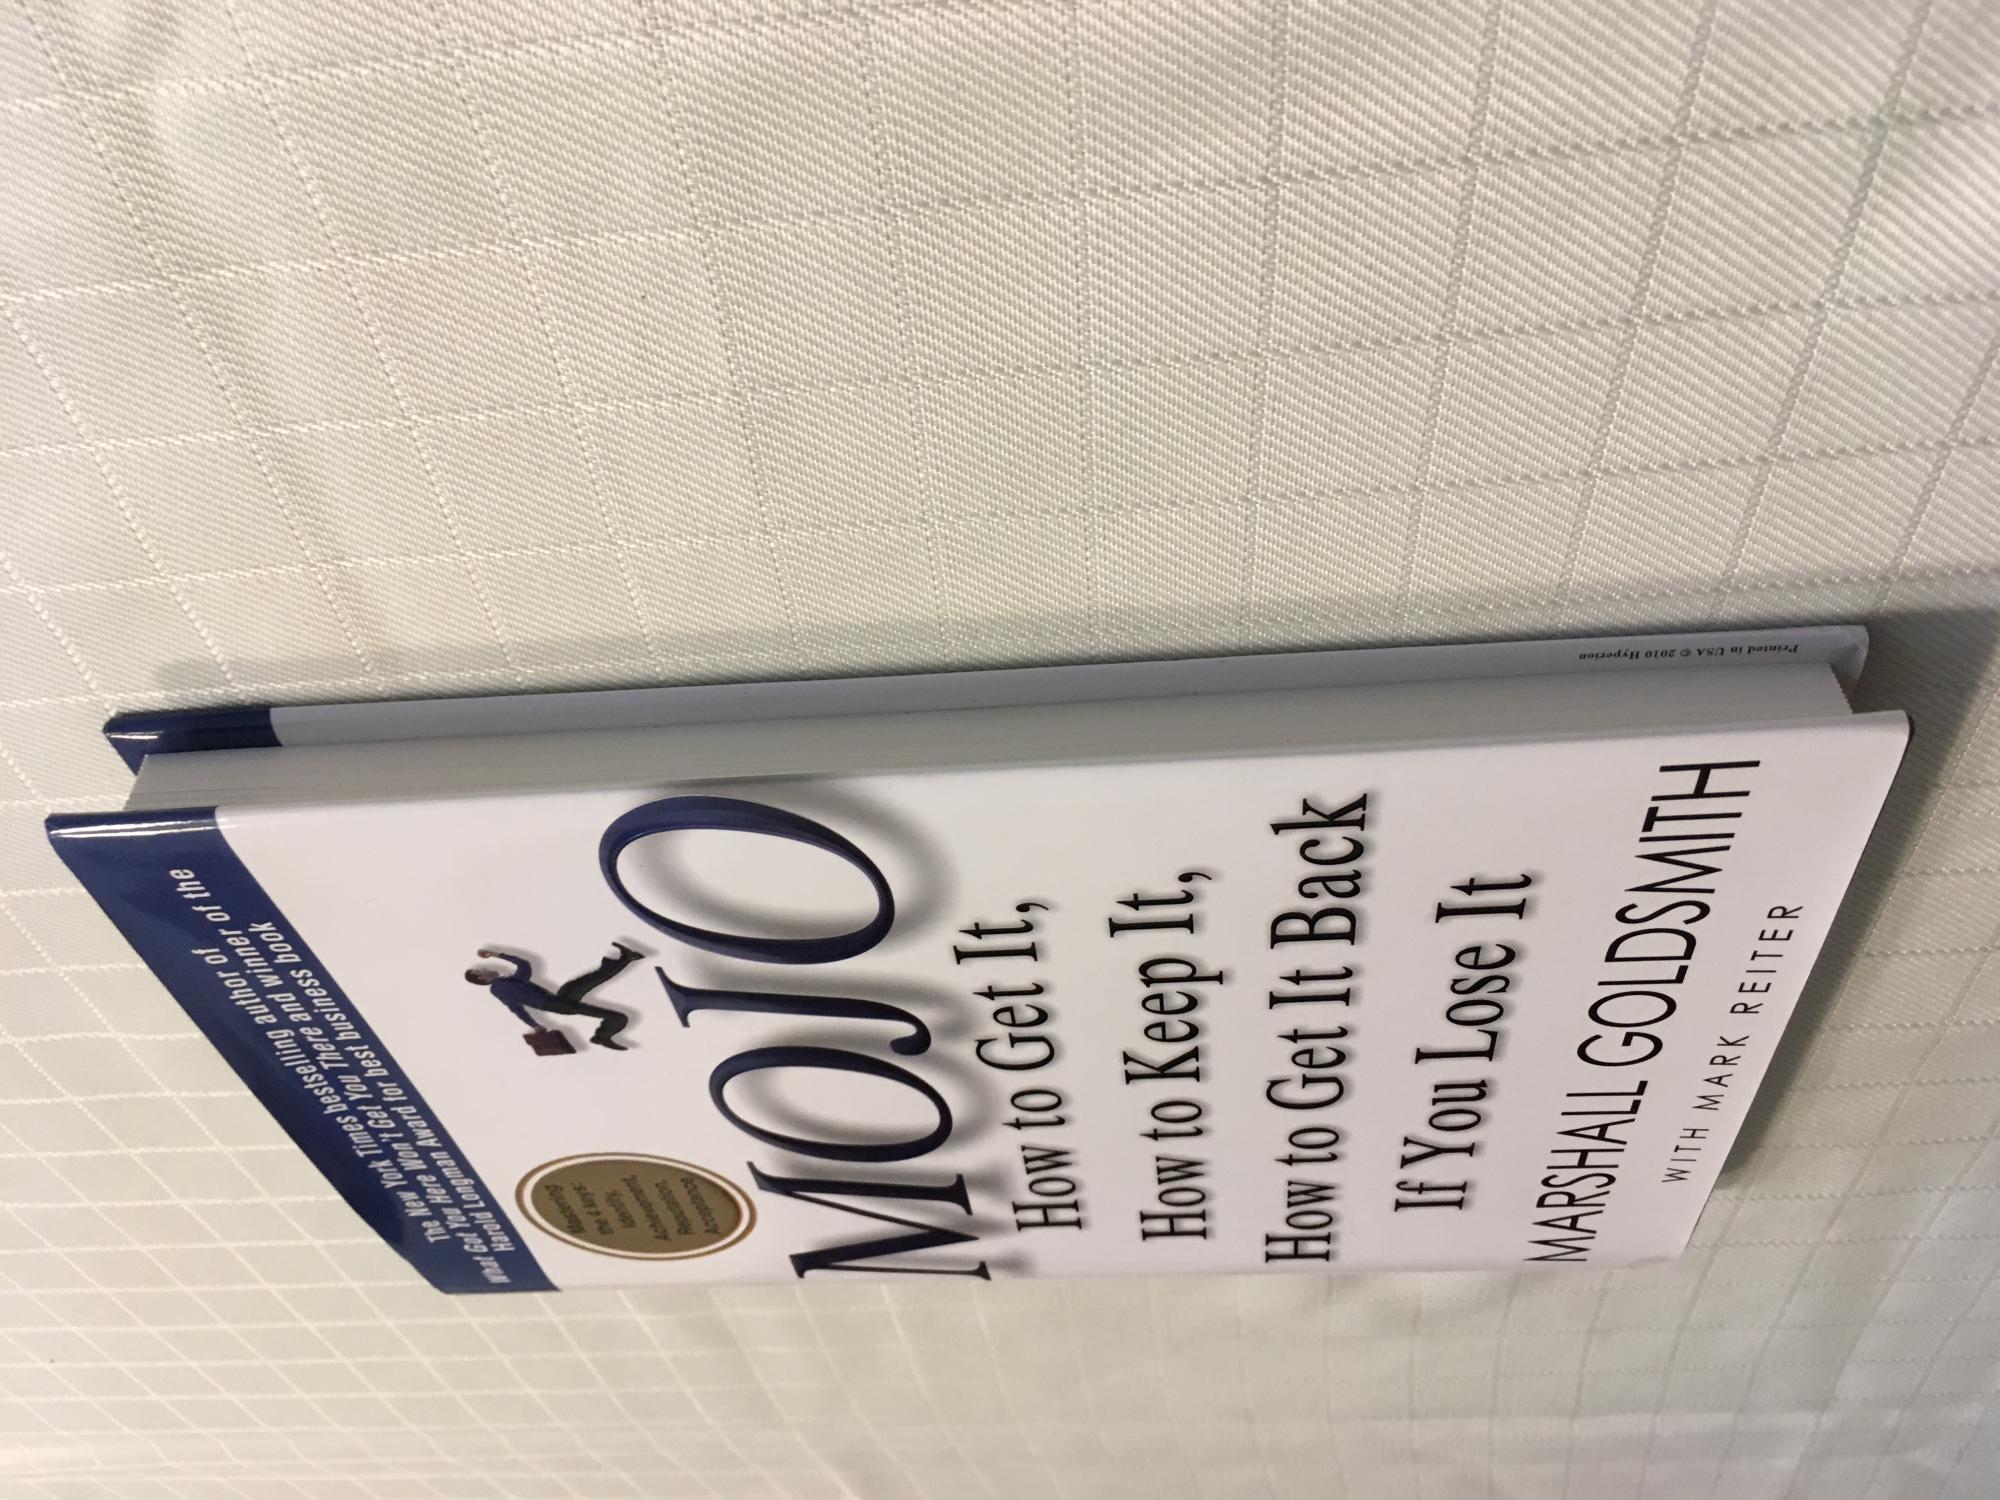 The New York Times bestselling author of
What Got You Here Won't Get You There and winner of the
Harold Longman Award for best business book
Mastering
the 4 Keys:
Identity,
Achievement,
Reputation,
Acceptance
MOJO
How to Get It,
How to Keep It,
How to Get It Back
If You Lose It
MARSHALL GOLDSMITH
WITH MARK REITER
Printed in USA © 2010 Hyperion